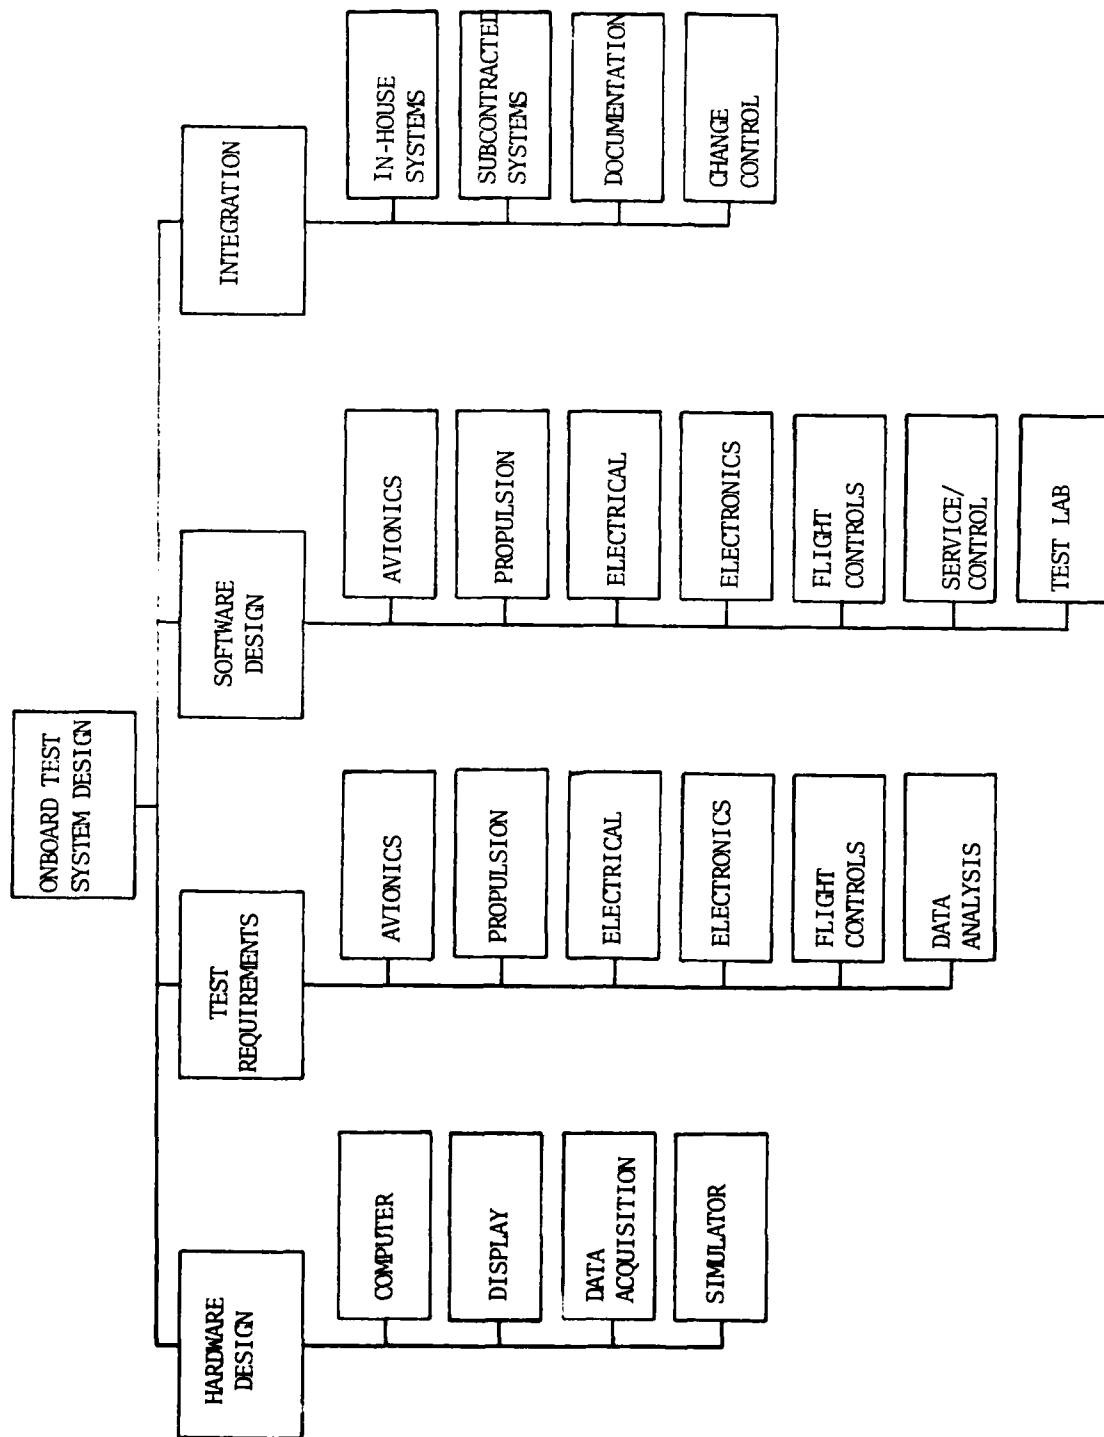 ONBOARD TEST
SYSTEM DESIGN
HARDWARE
DESIGN
COMPUTER
DISPLAY
DATA
ACQUISITION
SIMULATOR
TEST
REQUIREMENTS
AVIONICS
PROPULSION
ELECTRICAL
ELECTRONICS
FLIGHT
CONTROLS
DATA
ANALYSIS
SOFTWARE
DESIGN
AVIONICS
PROPULSION
ELECTRICAL
ELECTRONICS
FLIGHT
CONTROLS
SERVICE/
CONTROL
TEST LAB
INTEGRATION
IN-HOUSE
SYSTEMS
SUBCONTRACTED
SYSTEMS
DOCUMENTATION
CHANGE
CONTROL